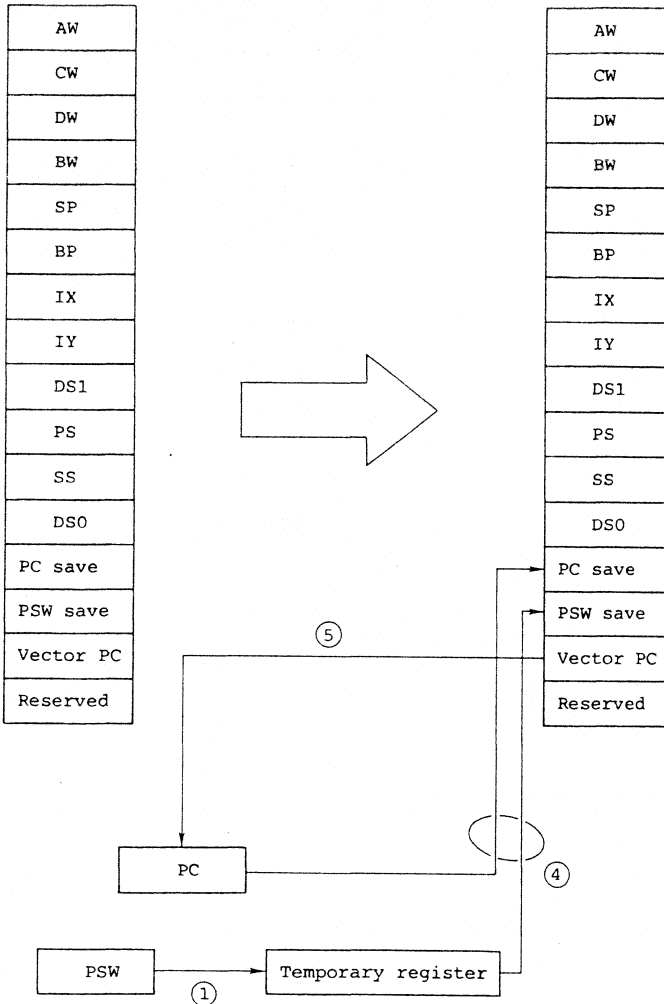 AW
CW
DW
BW
SP
BP
IX
IY
DS1
PS
SS
DS0
PC save
PSW save
Vector PC
Reserved
AW
CW
DW
BW
SP
BP
IX
IY
DS1
PS
SS
DS0
PC save
PSW save
Vector PC
Reserved
⑤
PC
④
PSW
Temporary register
①